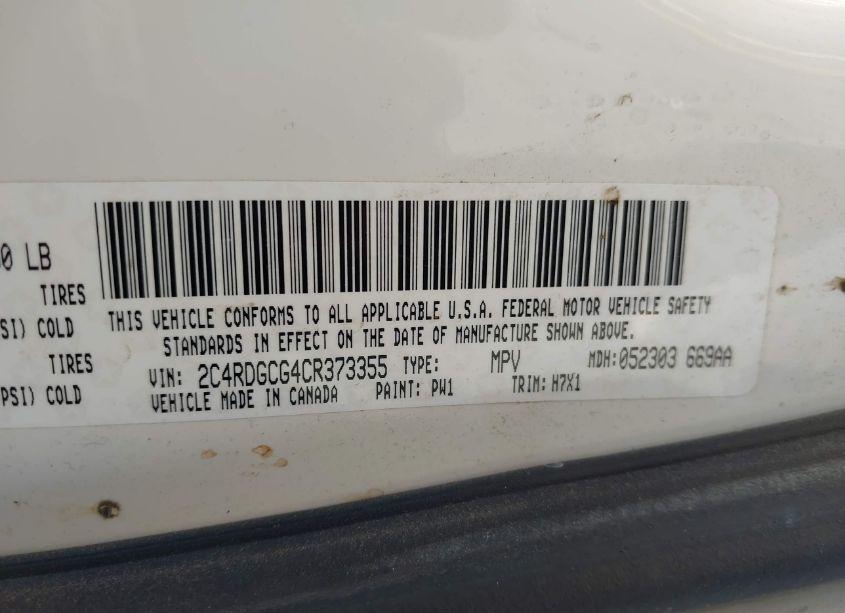 0 LB
TIRES
SI) COLD
TIRES
PSI) COLD
THIS VEHICLE CONFORMS TO ALL APPLICABLE U.S.A. FEDERAL MOTOR VEHICLE SAFETY
STANDARDS IN EFFECT ON THE DATE OF MANUFACTURE SHOWN ABOVE.
VIN: 2C4RDGCG4CR373355 TYPE: MPV MDH:052303 669AA
VEHICLE MADE IN CANADA PAINT: PW1 TRIM: H7X1